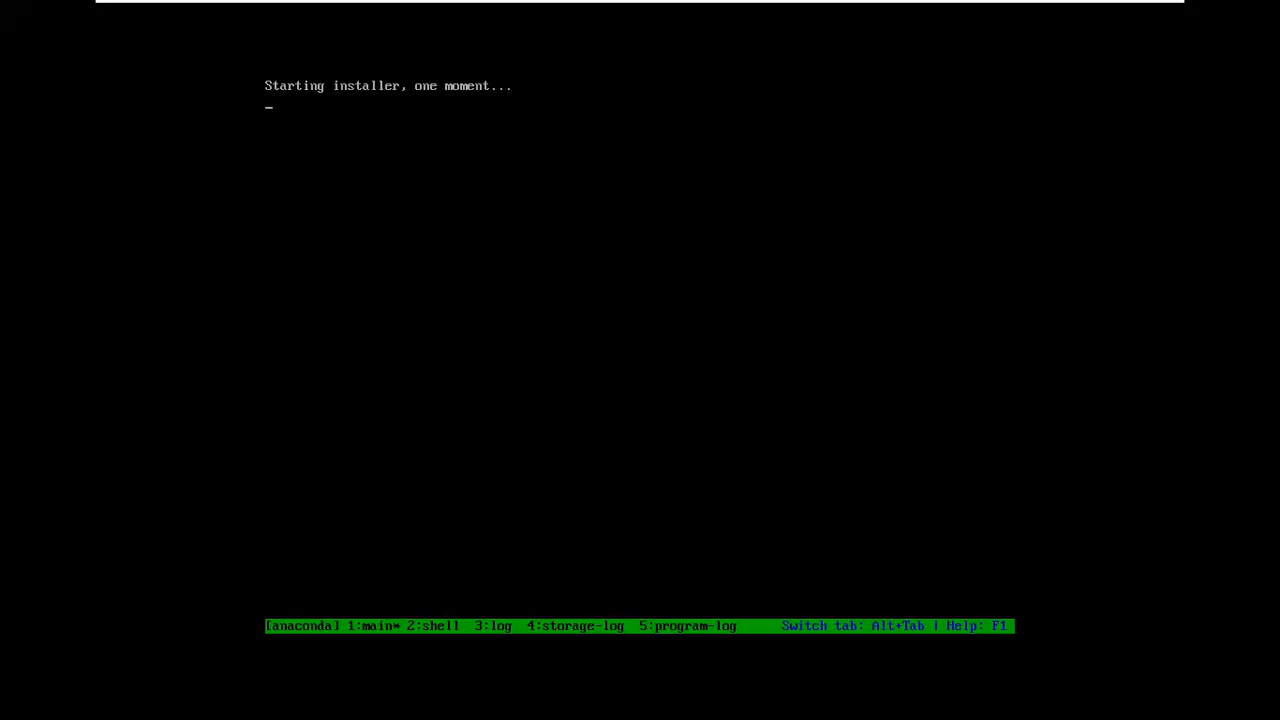 Starting installer, one moment...
[anaconda] 1:main* 2:shell  3:log  4:storage-log  5:program-log      Switch tab: Alt+Tab | Help: F1